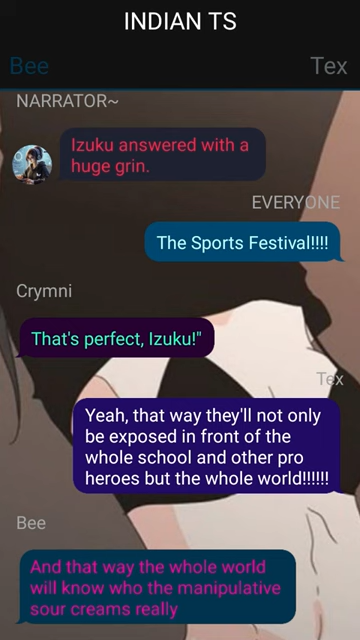 INDIAN TS
Bee
Tex
NARRATOR~
Izuku answered with a
huge grin.
EVERYONE
The Sports Festival!!!!
Crymni
That's perfect, Izuku!"
Tex
Yeah, that way they'll not only
be exposed in front of the
whole school and other pro
heroes but the whole world!!!!!!
Bee
And that way the whole world
will know who the manipulative
sour creams really